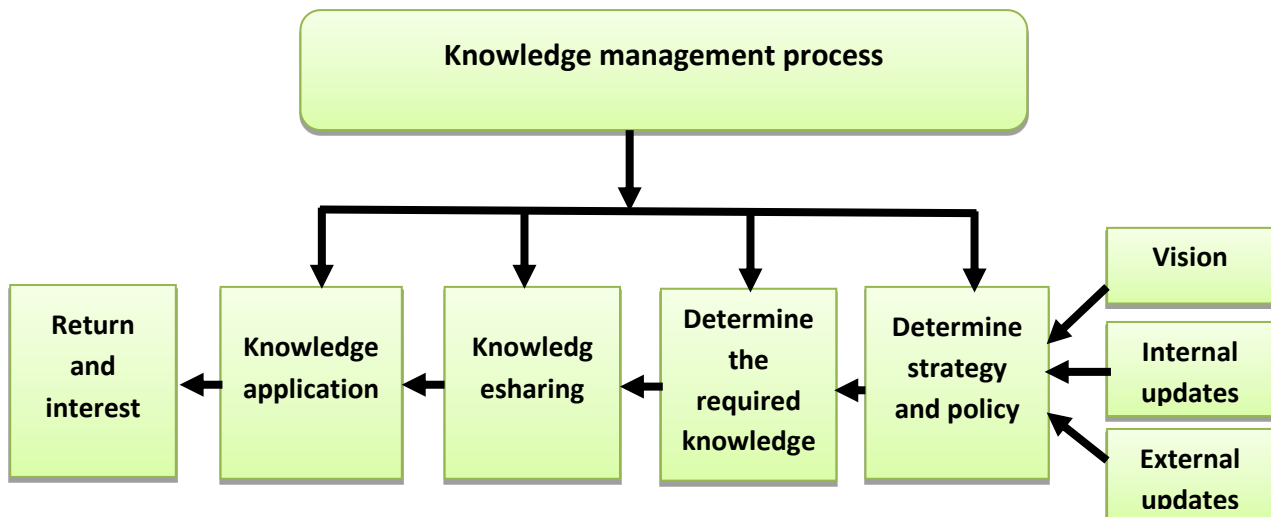 Knowledge management process
Return
and
interest
Knowledge
application
Knowledg
esharing
Determine
the
required
knowledge
Determine
strategy
and policy
Vision
Internal
updates
External
updates